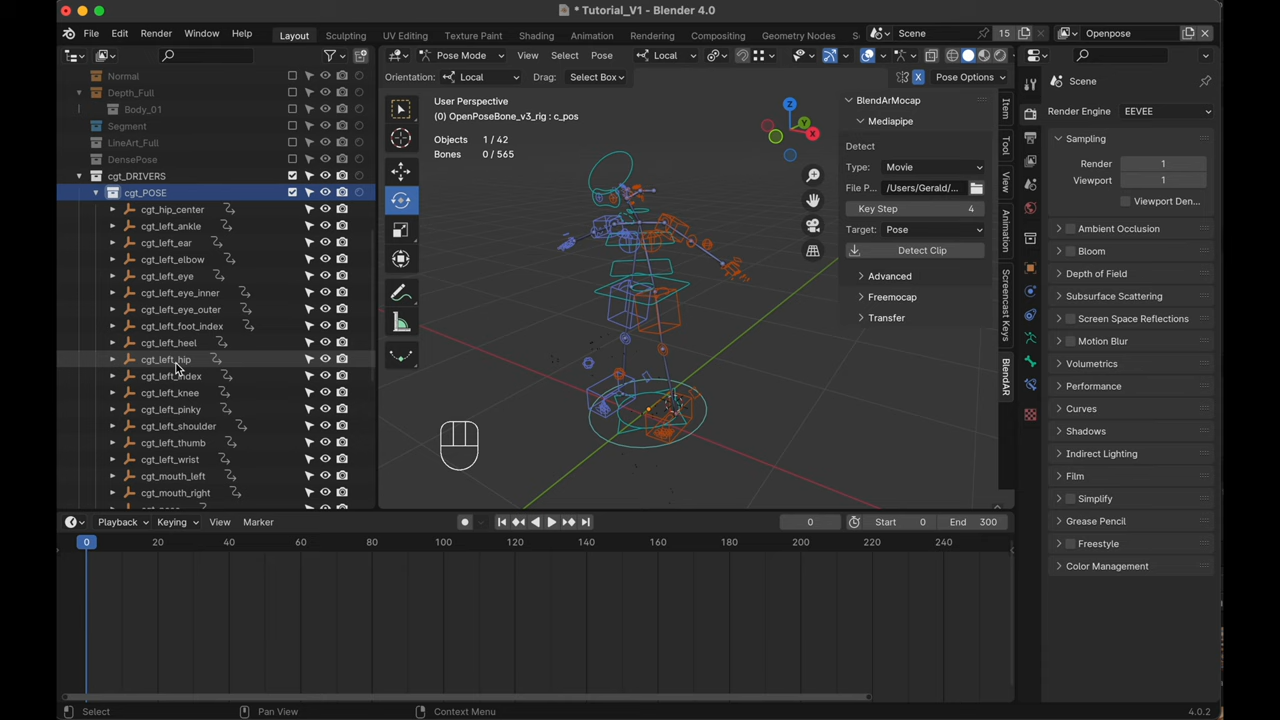 * Tutorial_V1 - Blender 4.0
File Edit Render Window Help
Layout Sculpting UV Editing Texture Paint Shading Animation Rendering Compositing Geometry Nodes
Scene 15 Openpose
Pose Mode View Select Pose Local
Orientation: Local Drag: Select Box X Pose Options
Normal
Depth_Full
Body_01
Segment
LineArt_Full
DensePose
cgt_DRIVERS
cgt_POSE
cgt_hip_center
cgt_left_ankle
cgt_left_ear
cgt_left_elbow
cgt_left_eye
cgt_left_eye_inner
cgt_left_eye_outer
cgt_left_foot_index
cgt_left_heel
cgt_left_hip
cgt_left_index
cgt_left_knee
cgt_left_pinky
cgt_left_shoulder
cgt_left_thumb
cgt_left_wrist
cgt_mouth_left
cgt_mouth_right
User Perspective
(0) OpenPoseBone_v3_rig : c_pos
Objects 1 / 42
Bones 0 / 565
Z
Y
X
BlendArMocap
Mediapipe
Detect
Type: Movie
File P... /Users/Gerald/...
Key Step 4
Target: Pose
Detect Clip
Advanced
Freemocap
Transfer
Item
Tool
View
Animation
Screencast Keys
BlendAR
Scene
Render Engine EEVEE
Sampling
Render 1
Viewport 1
Viewport Den...
Ambient Occlusion
Bloom
Depth of Field
Subsurface Scattering
Screen Space Reflections
Motion Blur
Volumetrics
Performance
Curves
Shadows
Indirect Lighting
Film
Simplify
Grease Pencil
Freestyle
Color Management
Playback Keying View Marker 0 Start 0 End 300
0 20 40 60 80 100 120 140 160 180 200 220 240
Select Pan View Context Menu 4.0.2